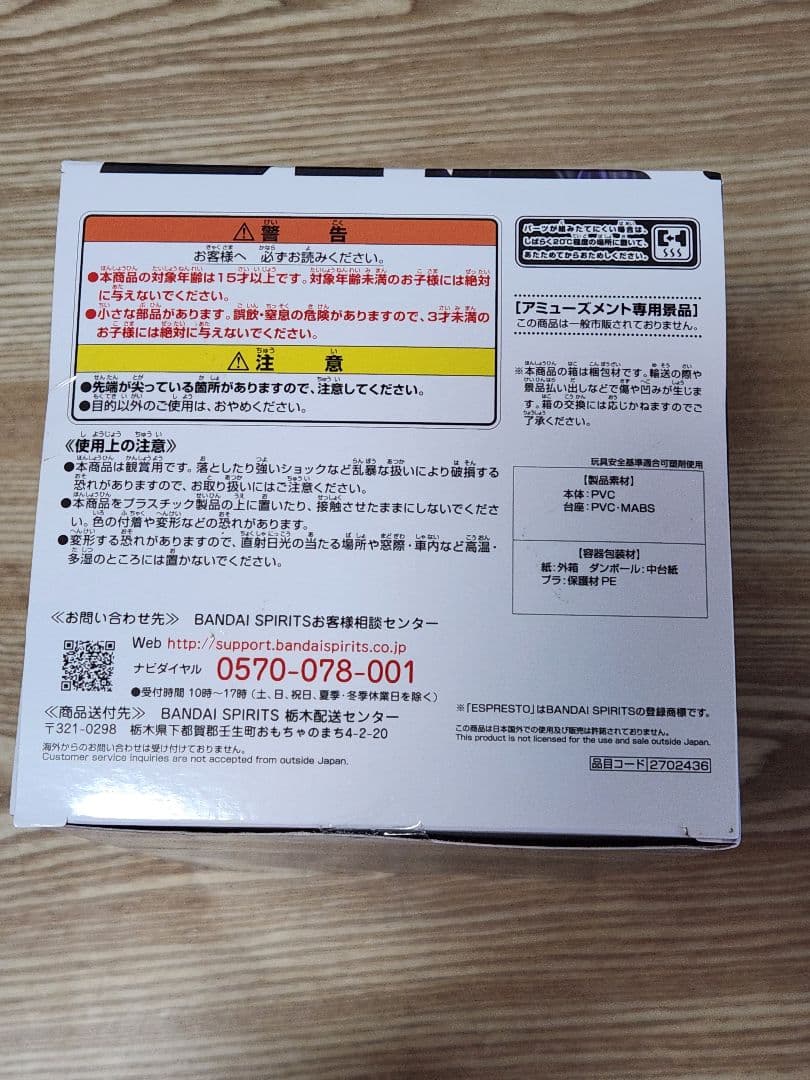 ⚠警告
お客様へ 必ずお読みください。
●本商品の対象年齢は15才以上です。対象年齢未満のお子様には絶対
に与えないでください。
●小さな部品があります。誤飲・窒息の危険がありますので、3才未満の
お子様には絶対に与えないでください。
⚠注意
●先端が尖っている箇所がありますので、注意してください。
●目的以外のご使用は、おやめください。
《使用上の注意》
●本商品は観賞用です。落としたり強いショックなど乱暴な扱いにより破損する
恐れがありますので、お取り扱いにはご注意ください。
●本商品をプラスチック製品の上に置いたり、接触させたままにしないでくださ
い。色の付着や変形などの恐れがあります。
●変形する恐れがありますので、直射日光の当たる場所や窓際・車内など高温・
多湿のところには置かないでください。
≪お問い合わせ先≫ BANDAI SPIRITSお客様相談センター
Web http://support.bandaispirits.co.jp
ナビダイヤル 0570-078-001
●受付時間 10時～17時(土、日、祝日、夏季・冬季休業日を除く)
≪商品送付先≫ BANDAI SPIRITS 栃木配送センター
〒321-0298 栃木県下都賀郡壬生町おもちゃのまち4-2-20
海外からのお問い合わせは受け付けておりません。
Customer service inquiries are not accepted from outside Japan.
パーツが組みたてにくい場合は、
しばらく20℃程度の場所に置いて、
あたためてからおためしください。
[アミューズメント専用景品]
この商品は一般市販されておりません。
※本商品の箱は梱包材です。輸送の際や
景品払い出しなどで傷や凹みが生じま
す。箱の交換には応じかねますのでご
了承ください。
玩具安全基準適合可塑剤使用
【製品素材】
本体:PVC
台座:PVC・MABS
【容器包装材】
紙:外箱 ダンボール:中台紙
プラ:保護材PE
※「ESPRESTO」はBANDAI SPIRITSの登録商標です。
この商品は日本国外での使用及び販売は許諾されておりません。
This product is not licensed for the use and sale outside Japan.
品目コード 2702436